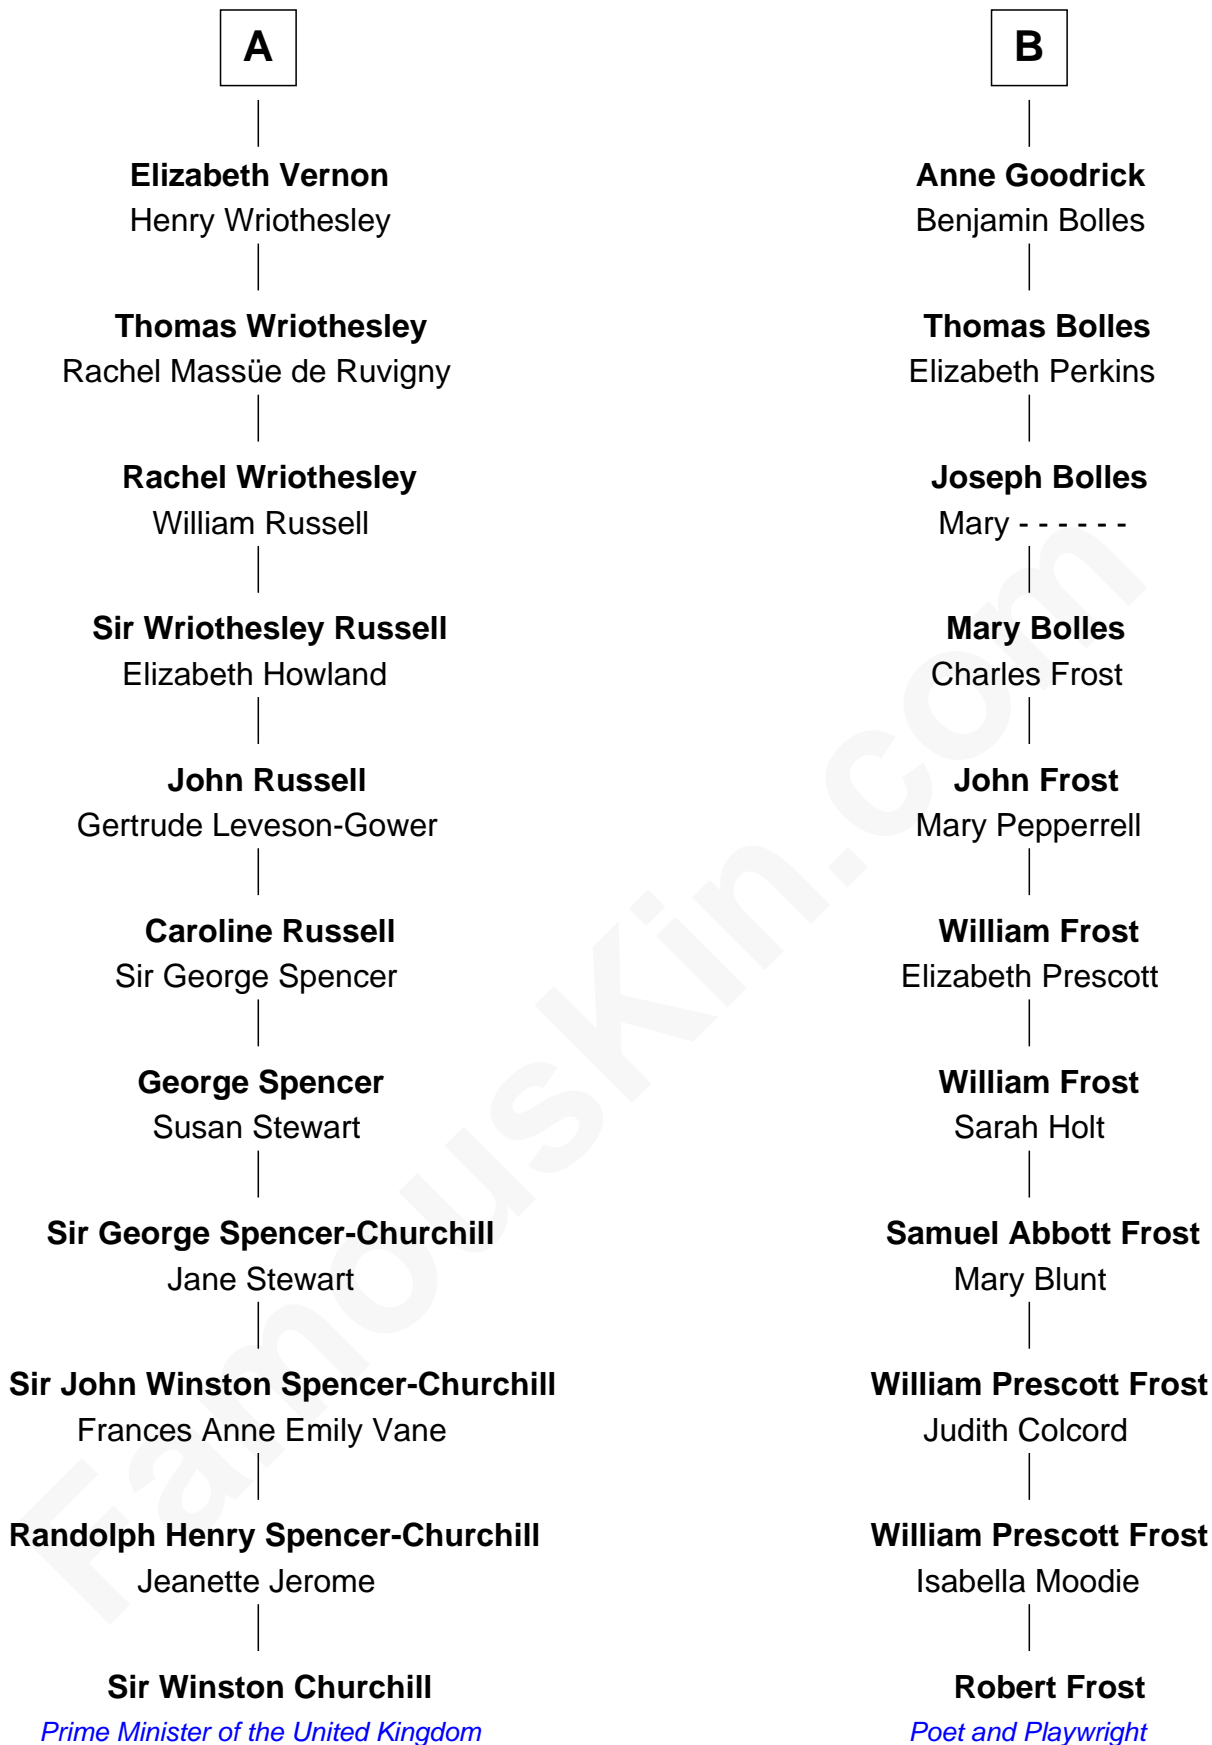 A
Elizabeth Vernon
Henry Wriothesley
Thomas Wriothesley
Rachel Massüe de Ruvigny
Rachel Wriothesley
William Russell
Sir Wriothesley Russell
Elizabeth Howland
John Russell
Gertrude Leveson-Gower
Caroline Russell
Sir George Spencer
George Spencer
Susan Stewart
Sir George Spencer-Churchill
Jane Stewart
Sir John Winston Spencer-Churchill
Frances Anne Emily Vane
Randolph Henry Spencer-Churchill
Jeanette Jerome
Sir Winston Churchill
Prime Minister of the United Kingdom
B
Anne Goodrick
Benjamin Bolles
Thomas Bolles
Elizabeth Perkins
Joseph Bolles
Mary - - - - - -
Mary Bolles
Charles Frost
John Frost
Mary Pepperrell
William Frost
Elizabeth Prescott
William Frost
Sarah Holt
Samuel Abbott Frost
Mary Blunt
William Prescott Frost
Judith Colcord
William Prescott Frost
Isabella Moodie
Robert Frost
Poet and Playwright
FamousKin.com